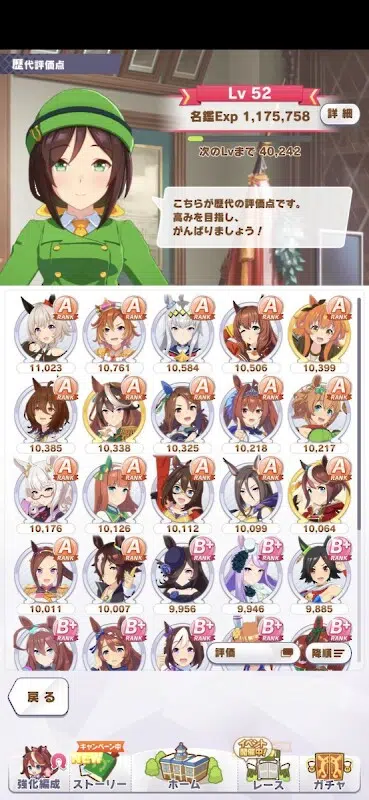 歴代評価点
Lv 52
名鑑Exp 1,175,758
詳細
次のLvまで 40,242
こちらが歴代の評価点です。
高みを目指し、
がんばりましょう！
A RANK A RANK A RANK A RANK A RANK
11,023 10,761 10,584 10,506 10,399
A RANK A RANK A RANK A RANK A RANK
10,385 10,338 10,325 10,218 10,217
A RANK A RANK A RANK A RANK A RANK
10,176 10,126 10,112 10,099 10,064
A RANK A RANK B+ RANK B+ RANK B+ RANK
10,011 10,007 9,956 9,946 9,885
B+ RANK B+ RANK B+ RANK B+ B+ RANK
評価
降順
戻る
キャンペーン中
イベント
開催中!
強化編成 ストーリー ホーム レース ガチャ